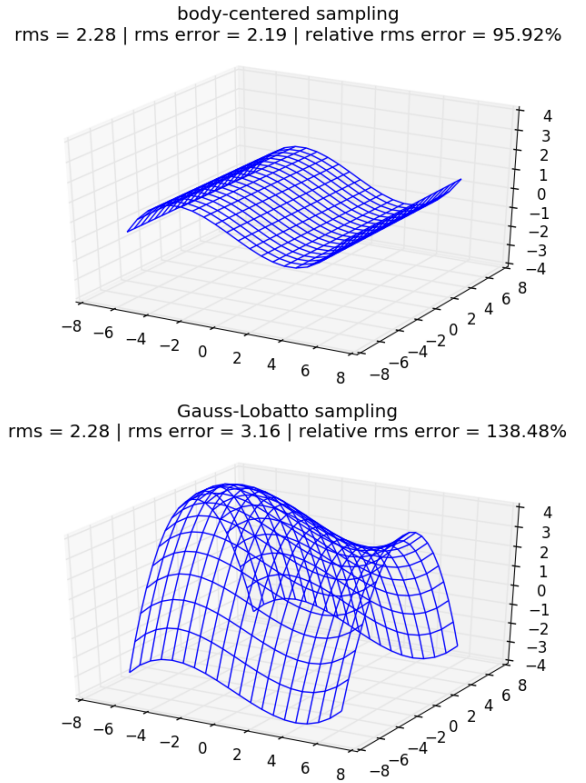 body-centered sampling
rms = 2.28 | rms error = 2.19 | relative rms error = 95.92%
4
3
2
1
0
−1
−2
−3
−4
−8 −6 −4 −2 0 2 4 6 8
−8 −6 −4 −2 0 2 4 6 8
Gauss-Lobatto sampling
rms = 2.28 | rms error = 3.16 | relative rms error = 138.48%
4
3
2
1
0
−1
−2
−3
−4
−8 −6 −4 −2 0 2 4 6 8
−8 −6 −4 −2 0 2 4 6 8